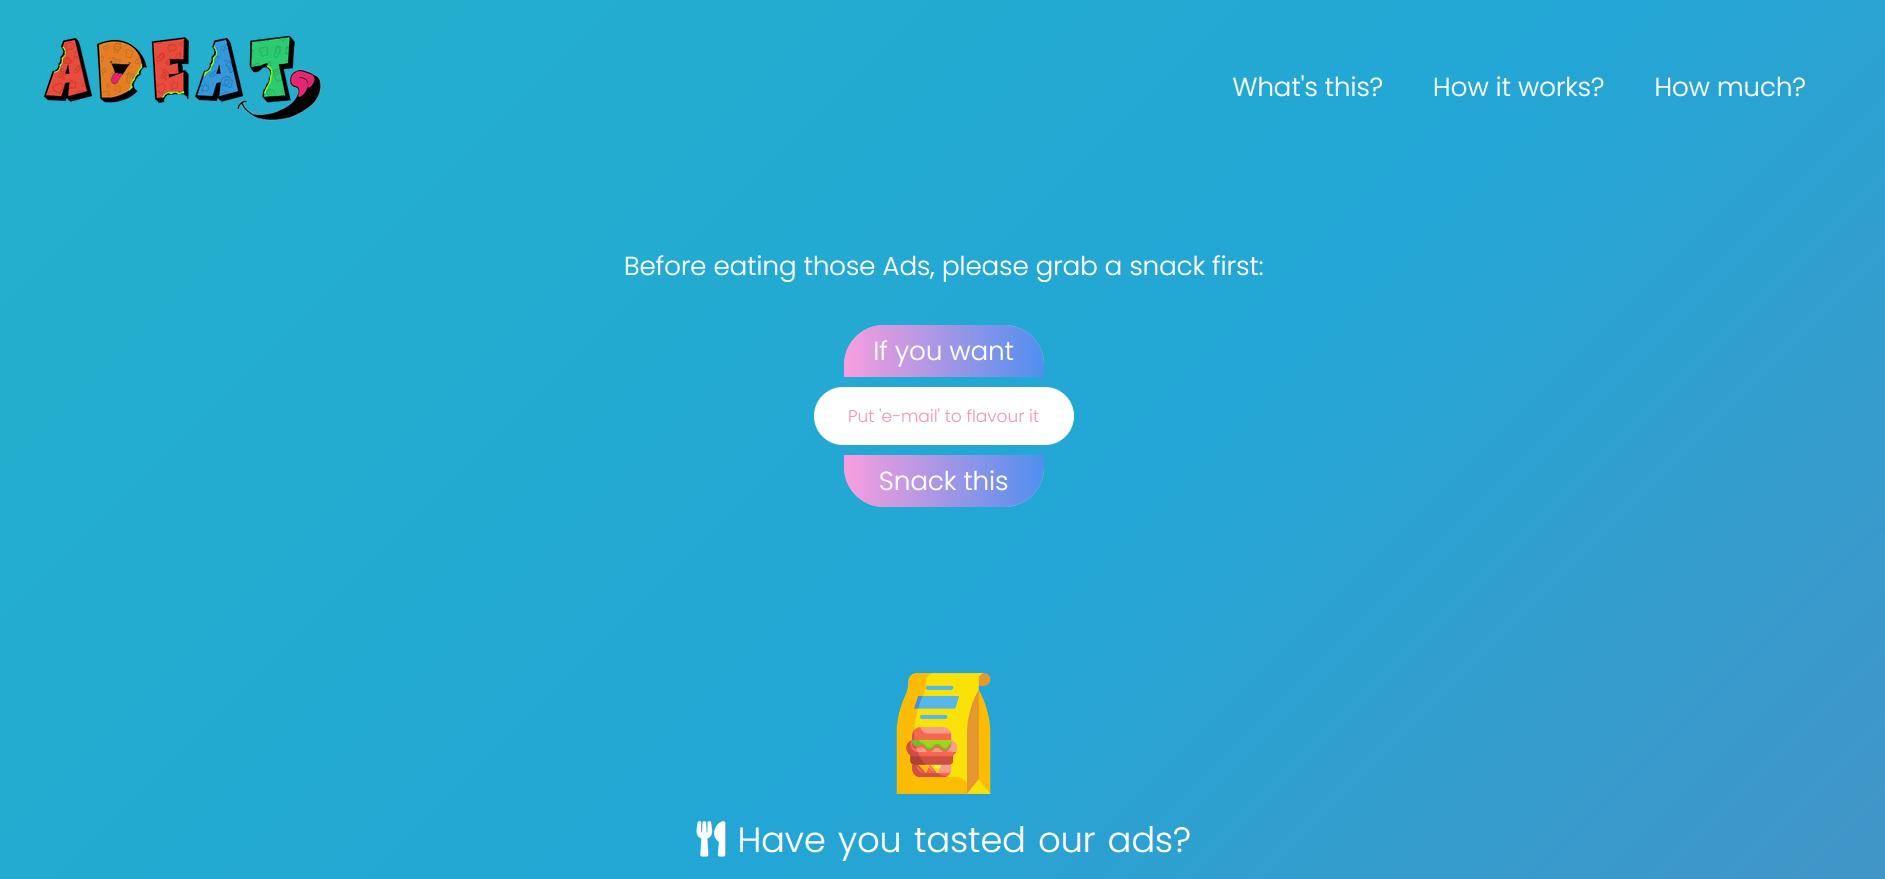 ADEAT
What's this? How it works? How much?
Before eating those Ads, please grab a snack first:
If you want
Put 'e-mail' to flavour it
Snack this
Have you tasted our ads?